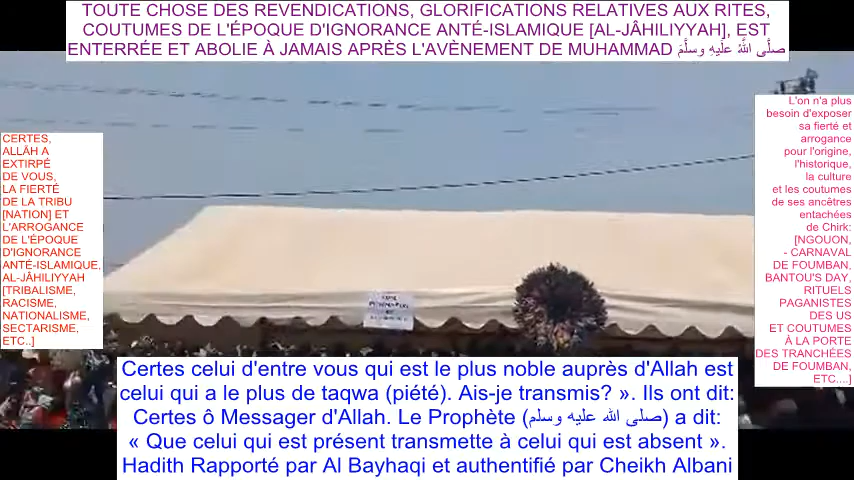 TOUTE CHOSE DES REVENDICATIONS, GLORIFICATIONS RELATIVES AUX RITES,
COUTUMES DE L'ÉPOQUE D'IGNORANCE ANTÉ-ISLAMIQUE [AL-JÂHILIYYAH], EST
ENTERRÉE ET ABOLIE À JAMAIS APRÈS L'AVÈNEMENT DE MUHAMMAD صلَّى اللَّهُ عليهِ وسلَّمَ
CERTES,
ALLÂH A
EXTIRPÉ
DE VOUS,
LA FIERTÉ
DE LA TRIBU
[NATION] ET
L'ARROGANCE
DE L'ÉPOQUE
D'IGNORANCE
ANTÉ-ISLAMIQUE,
AL-JÂHILIYYAH
[TRIBALISME,
RACISME,
NATIONALISME,
SECTARISME,
ETC..]
L'on n'a plus
besoin d'exposer
sa fierté et
arrogance
pour l'origine,
l'historique,
la culture
et les coutumes
de ses ancêtres
entachées
de Chirk:
[NGOUON,
- CARNAVAL
DE FOUMBAN,
BANTOU'S DAY,
RITUELS
PAGANISTES
DES US
ET COUTUMES
À LA PORTE
DES TRANCHÉES
DE FOUMBAN,
ETC....]
Certes celui d'entre vous qui est le plus noble auprès d'Allah est
celui qui a le plus de taqwa (piété). Ais-je transmis? ». Ils ont dit:
Certes ô Messager d'Allah. Le Prophète (صلى الله عليه وسلم) a dit:
« Que celui qui est présent transmette à celui qui est absent ».
Hadith Rapporté par Al Bayhaqi et authentifié par Cheikh Albani